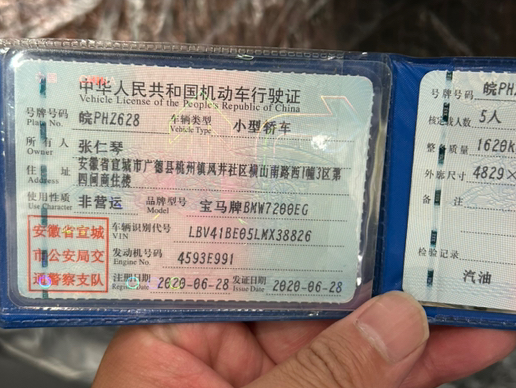 中华人民共和国机动车行驶证
Vehicle License of the People's Republic of China
号牌号码 皖PHZ628 车辆类型 小型轿车
Plate No. Vehicle Type
所有人 张仁琴
Owner
住址 安徽省宣城市广德县杭州镇凤井社区横山南路西1幢3区第
Address 四间商住楼
使用性质 非营运 品牌型号 宝马牌BMW7200EG
Use Character Model
安徽省宣城
市公安局交
通警察支队
车辆识别代号 LBV41BE05LMX38826
VIN
发动机号码 4593E991
Engine No.
注册日期 2020-06-28 发证日期 2020-06-28
Register Date Issue Date
号牌号码 皖PH
核定载人数 5人
整备质量 1620k
外廓尺寸 4829×
备注
检验记录
汽油